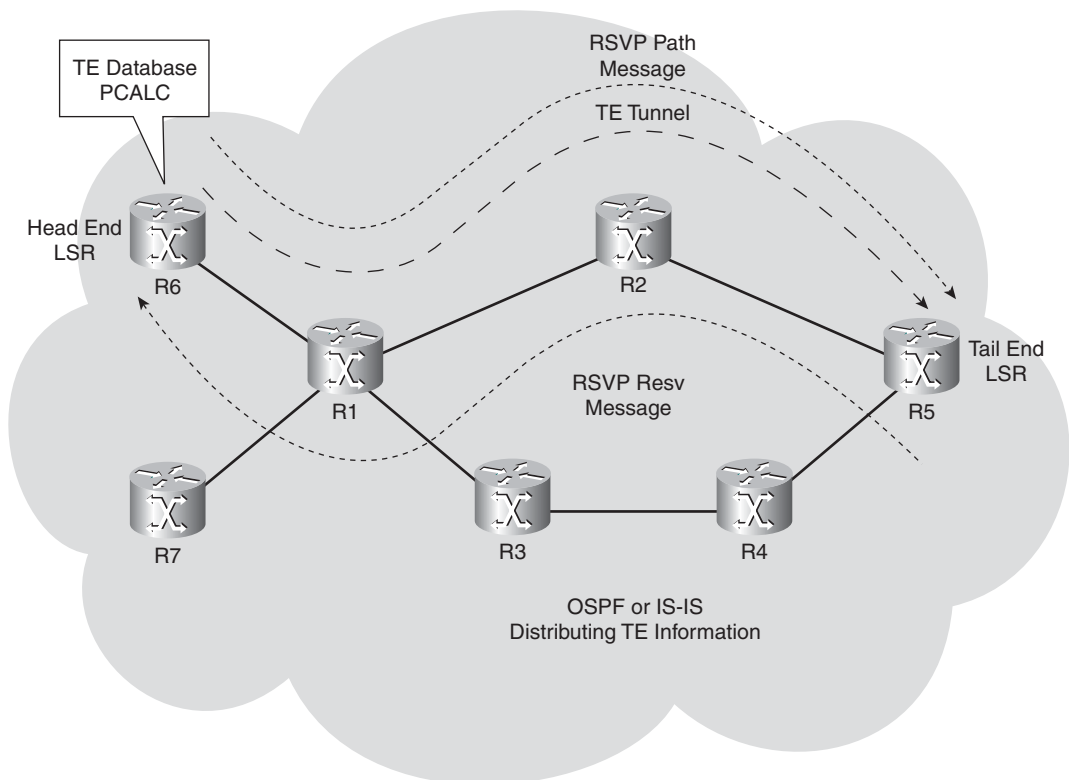 RSVP Path
Message
TE Database
PCALC
TE Tunnel
Head End
LSR
R6
R2
Tail End
LSR
R5
R1
RSVP Resv
Message
R7
R3
R4
OSPF or IS-IS
Distributing TE Information